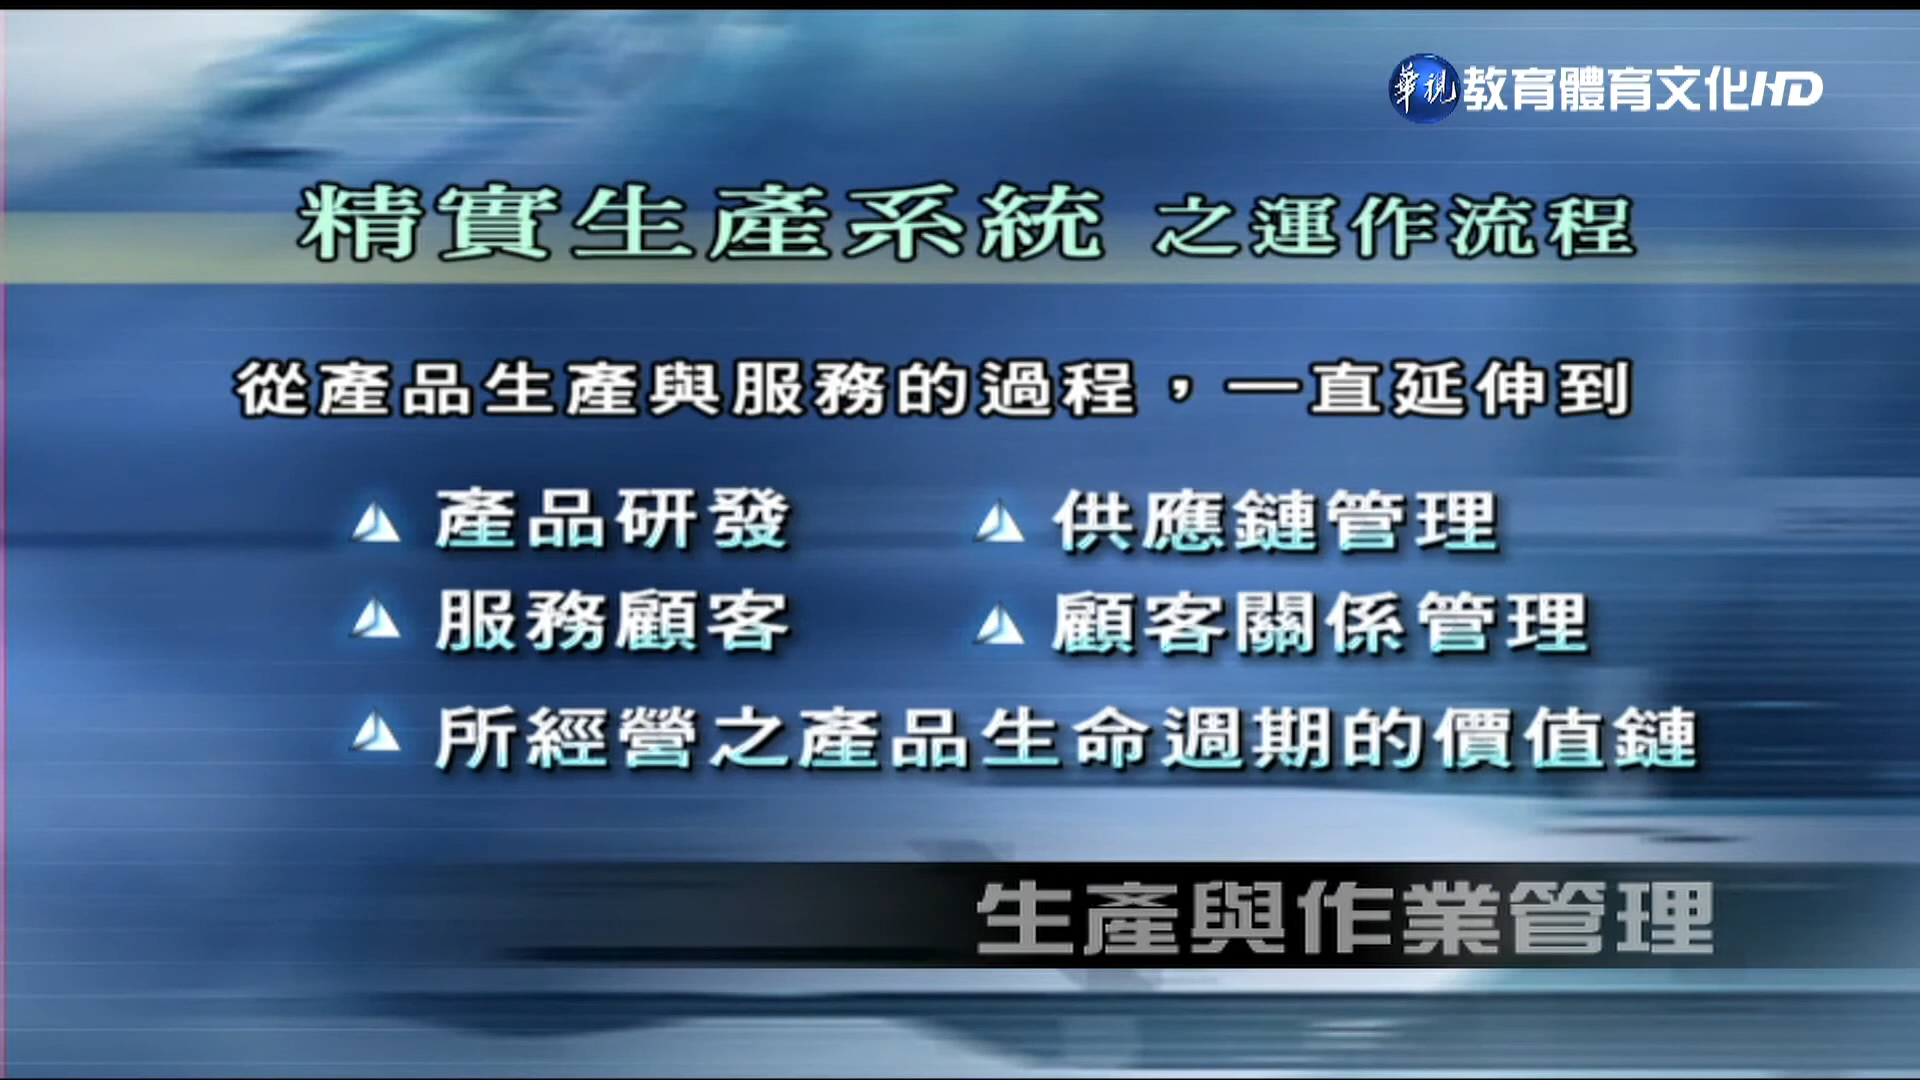 華視 教育體育文化HD
精實生產系統 之運作流程
從產品生產與服務的過程，一直延伸到
產品研發
供應鏈管理
服務顧客
顧客關係管理
所經營之產品生命週期的價值鏈
生產與作業管理